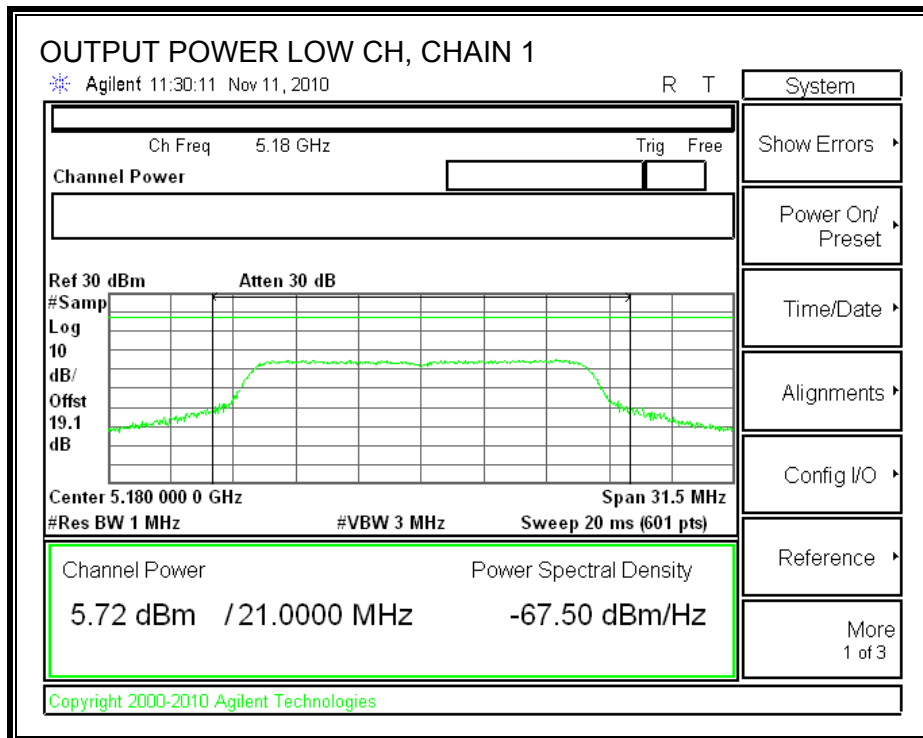 OUTPUT POWER LOW CH, CHAIN 1
Agilent 11:30:11 Nov 11, 2010 R T
System
Ch Freq 5.18 GHz Trig Free
Channel Power
Show Errors
Power On/
Preset
Ref 30 dBm Atten 30 dB
#Samp
Log
10
dB/
Offst
19.1
dB
Time/Date
Alignments
Config I/O
Center 5.180 000 0 GHz Span 31.5 MHz
#Res BW 1 MHz #VBW 3 MHz Sweep 20 ms (601 pts)
Channel Power Power Spectral Density
5.72 dBm / 21.0000 MHz -67.50 dBm/Hz
Reference
More
1 of 3
Copyright 2000-2010 Agilent Technologies